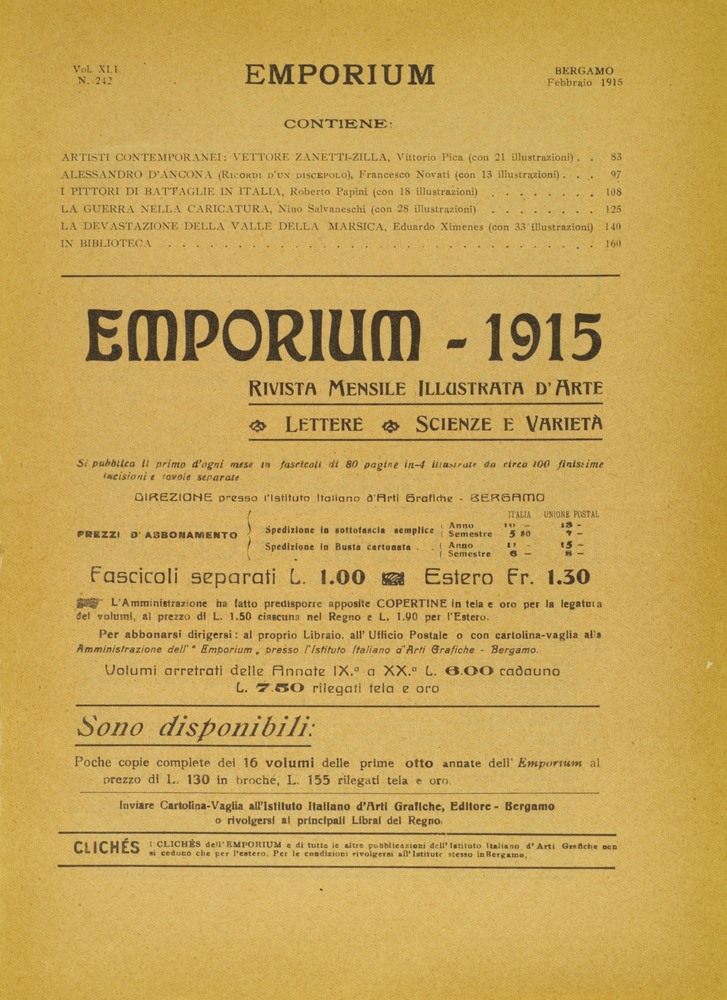 Vol. XLI
N. 242
EMPORIUM
BERGAMO
Febbraio 1915
CONTIENE:
ARTISTI CONTEMPORANEI: VETTORE ZANETTI-ZILLA, Vittorio Pica (con 21 illustrazioni) . . 83
ALESSANDRO D'ANCONA (RICORDI D'UN DISCEPOLO), Francesco Novati (con 13 illustrazioni) . . . 97
I PITTORI DI BATTAGLIE IN ITALIA, Roberto Papini (con 18 illustrazioni) . . . . . . . . 108
LA GUERRA NELLA CARICATURA, Nino Salvaneschi (con 28 illustrazioni) . . . . . . . . 125
LA DEVASTAZIONE DELLA VALLE DELLA MARSICA, Eduardo Ximenes (con 33 illustrazioni) 140
IN BIBLIOTECA . . . . . . . . . . . . . . . . . . . . . . . . . . 160
EMPORIUM - 1915
RIVISTA MENSILE ILLUSTRATA D'ARTE
LETTERE SCIENZE E VARIETÀ
Si pubblica il primo d'ogni mese in fascicoli di 80 pagine in-4 illustrate da circa 100 finissime
incisioni e tavole separate
DIREZIONE presso l'Istituto Italiano d'Arti Grafiche - BERGAMO
ITALIA UNIONE POSTAL
PREZZI D'ABBONAMENTO
Spedizione in sottofascia semplice Anno 13 -
Semestre 5 80 7 -
Spedizione in Busta cartonata . . Anno 15 -
Semestre 6 - 8 -
Fascicoli separati L. 1.00 Estero Fr. 1.30
L'Amministrazione ha fatto predisporre apposite COPERTINE in tela e oro per la legatura
dei volumi, al prezzo di L. 1.50 ciascuna nel Regno e L. 1.90 per l'Estero.
Per abbonarsi dirigersi: al proprio Libraio, all'Ufficio Postale o con cartolina-vaglia alla
Amministrazione dell'" Emporium „ presso l'Istituto Italiano d'Arti Grafiche - Bergamo.
Volumi arretrati delle Annate IX.a a XX.a L. 6.00 cadauno
L. 7.50 rilegati tela e oro
Sono disponibili:
Poche copie complete dei 16 volumi delle prime otto annate dell'Emporium al
prezzo di L. 130 in broché, L. 155 rilegati tela e oro.
Inviare Cartolina-Vaglia all'Istituto Italiano d'Arti Grafiche, Editore - Bergamo
o rivolgersi ai principali Librai del Regno.
CLICHÉS
I CLICHÉS dell'EMPORIUM e di tutte le altre pubblicazioni dell'Istituto Italiano d'Arti Grafiche non
si cedono che per l'estero. Per le condizioni rivolgersi all'Istituto stesso in Bergamo.